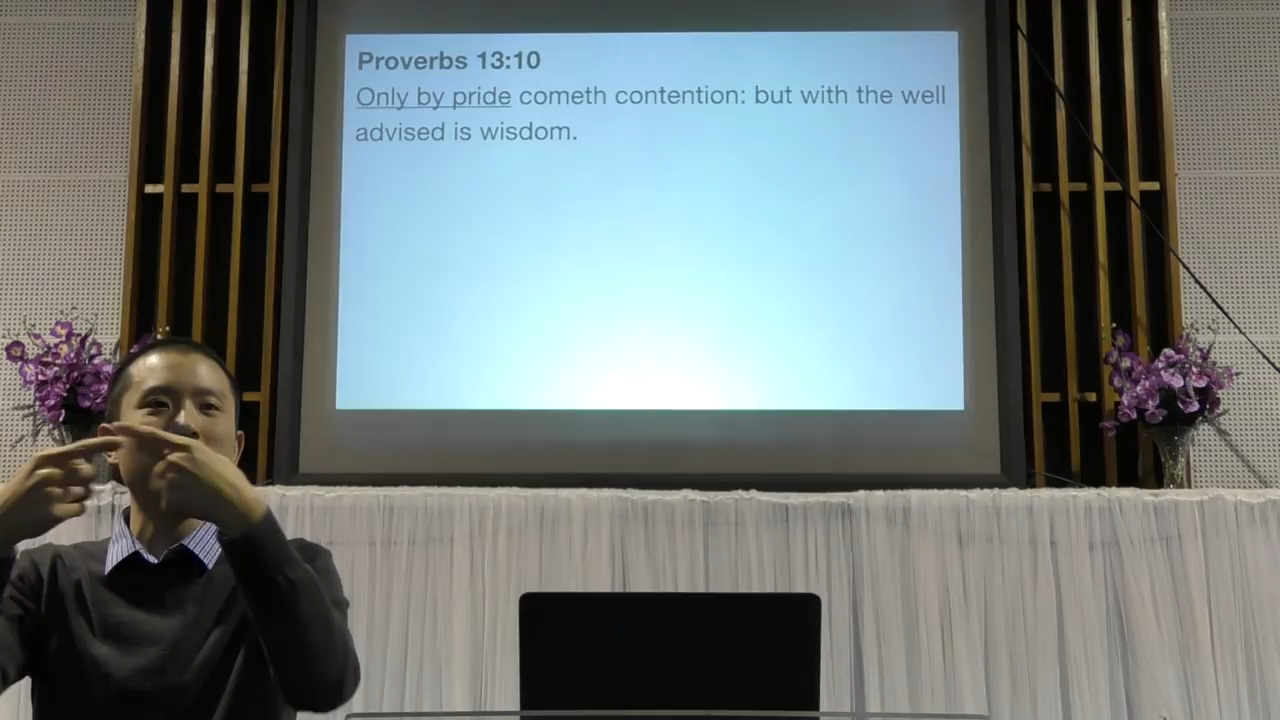 Proverbs 13:10
Only by pride cometh contention: but with the well
advised is wisdom.